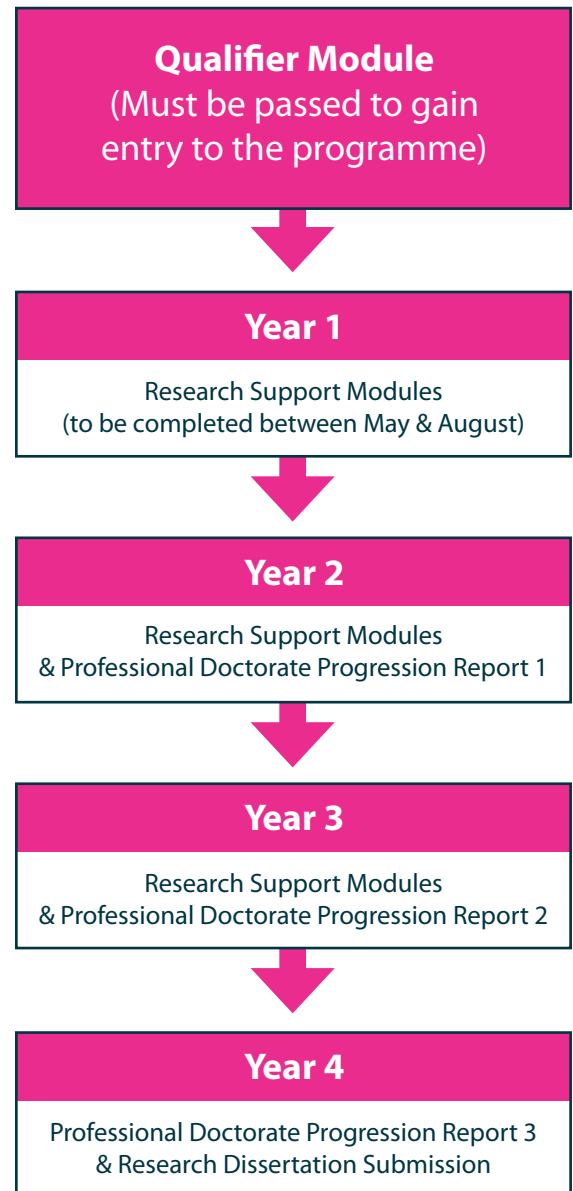 Qualifier Module
(Must be passed to gain
entry to the programme)
Year 1
Research Support Modules
(to be completed between May & August)
Year 2
Research Support Modules
& Professional Doctorate Progression Report 1
Year 3
Research Support Modules
& Professional Doctorate Progression Report 2
Year 4
Professional Doctorate Progression Report 3
& Research Dissertation Submission